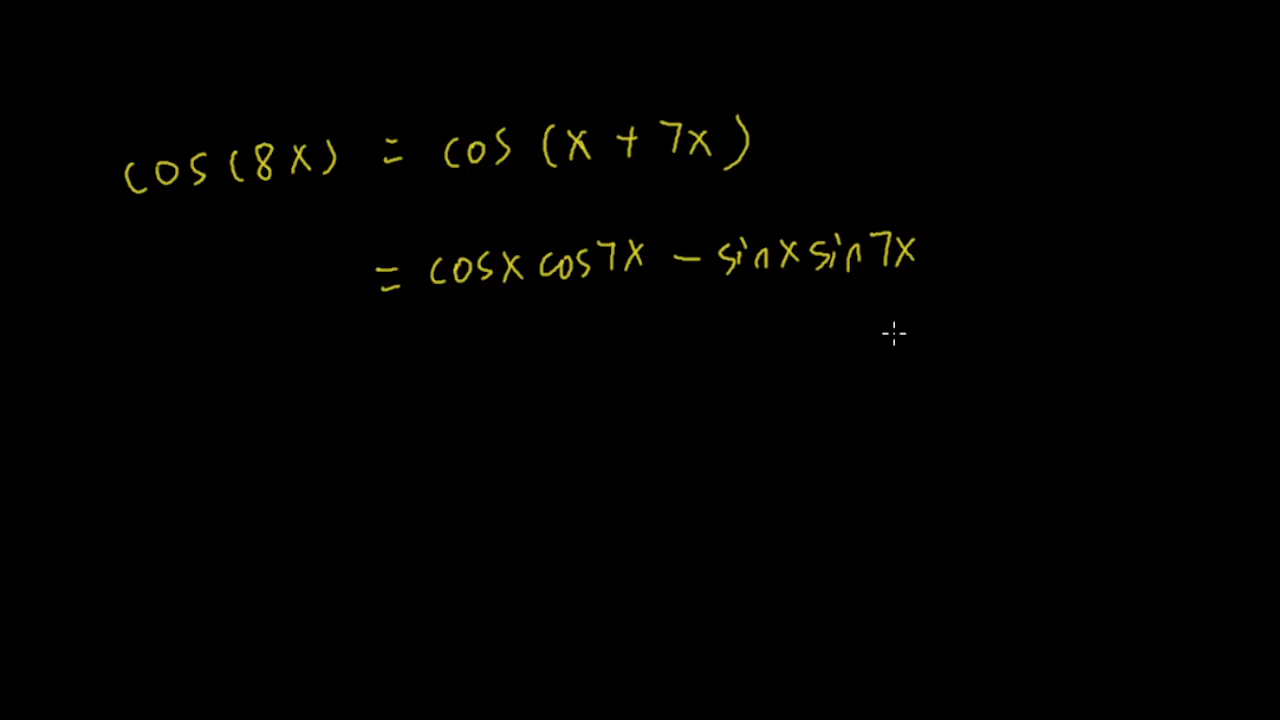 cos(8x) = cos (x + 7x)
= cosx cos7x - sinx sin7x